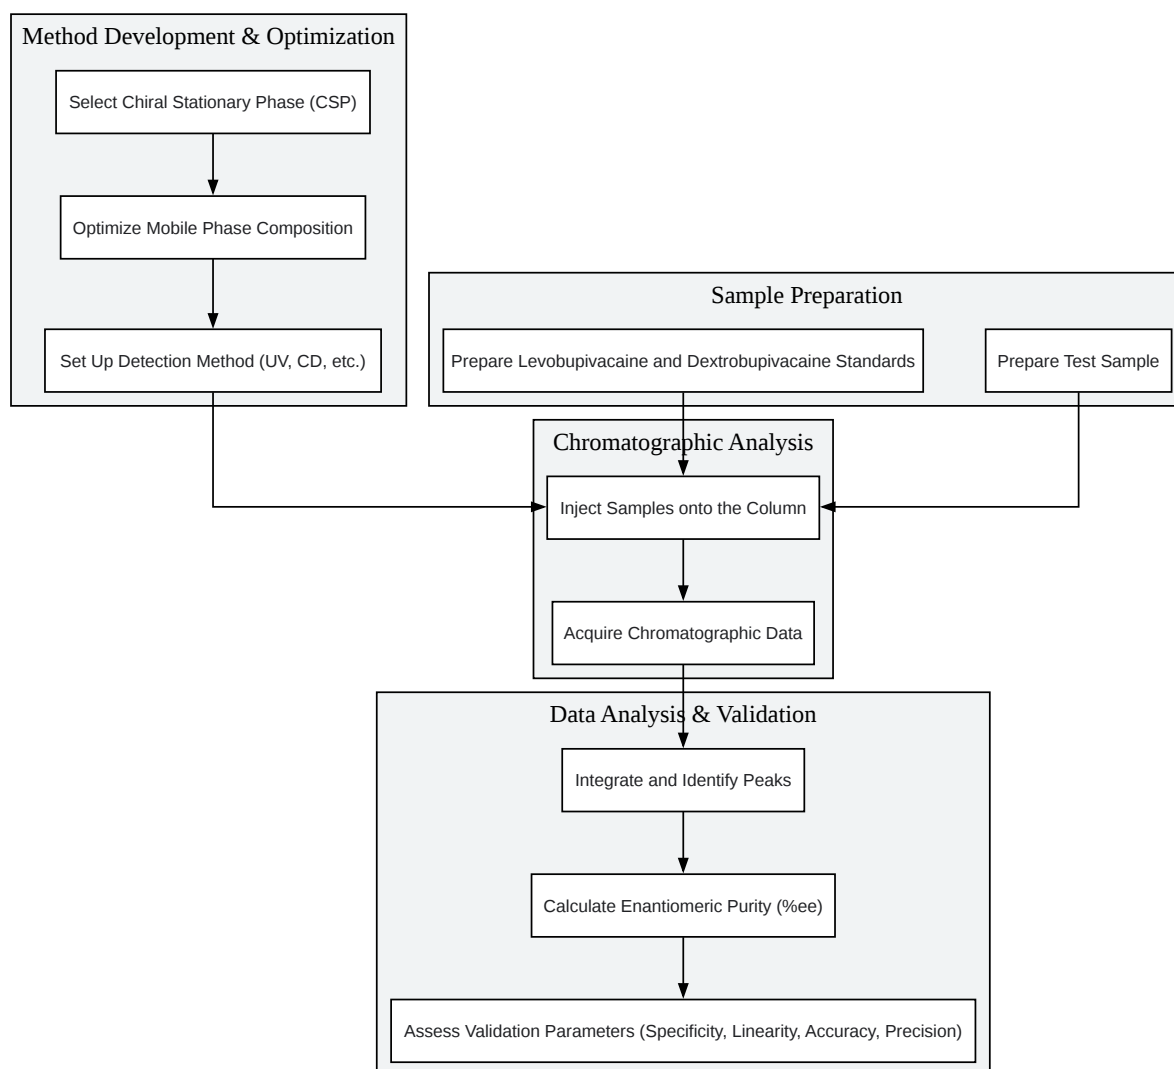 Method Development & Optimization
Select Chiral Stationary Phase (CSP)
Optimize Mobile Phase Composition
Set Up Detection Method (UV, CD, etc.)
Sample Preparation
Prepare Levobupivacaine and Dextrobupivacaine Standards
Prepare Test Sample
Chromatographic Analysis
Inject Samples onto the Column
Acquire Chromatographic Data
Data Analysis & Validation
Integrate and Identify Peaks
Calculate Enantiomeric Purity (%ee)
Assess Validation Parameters (Specificity, Linearity, Accuracy, Precision)